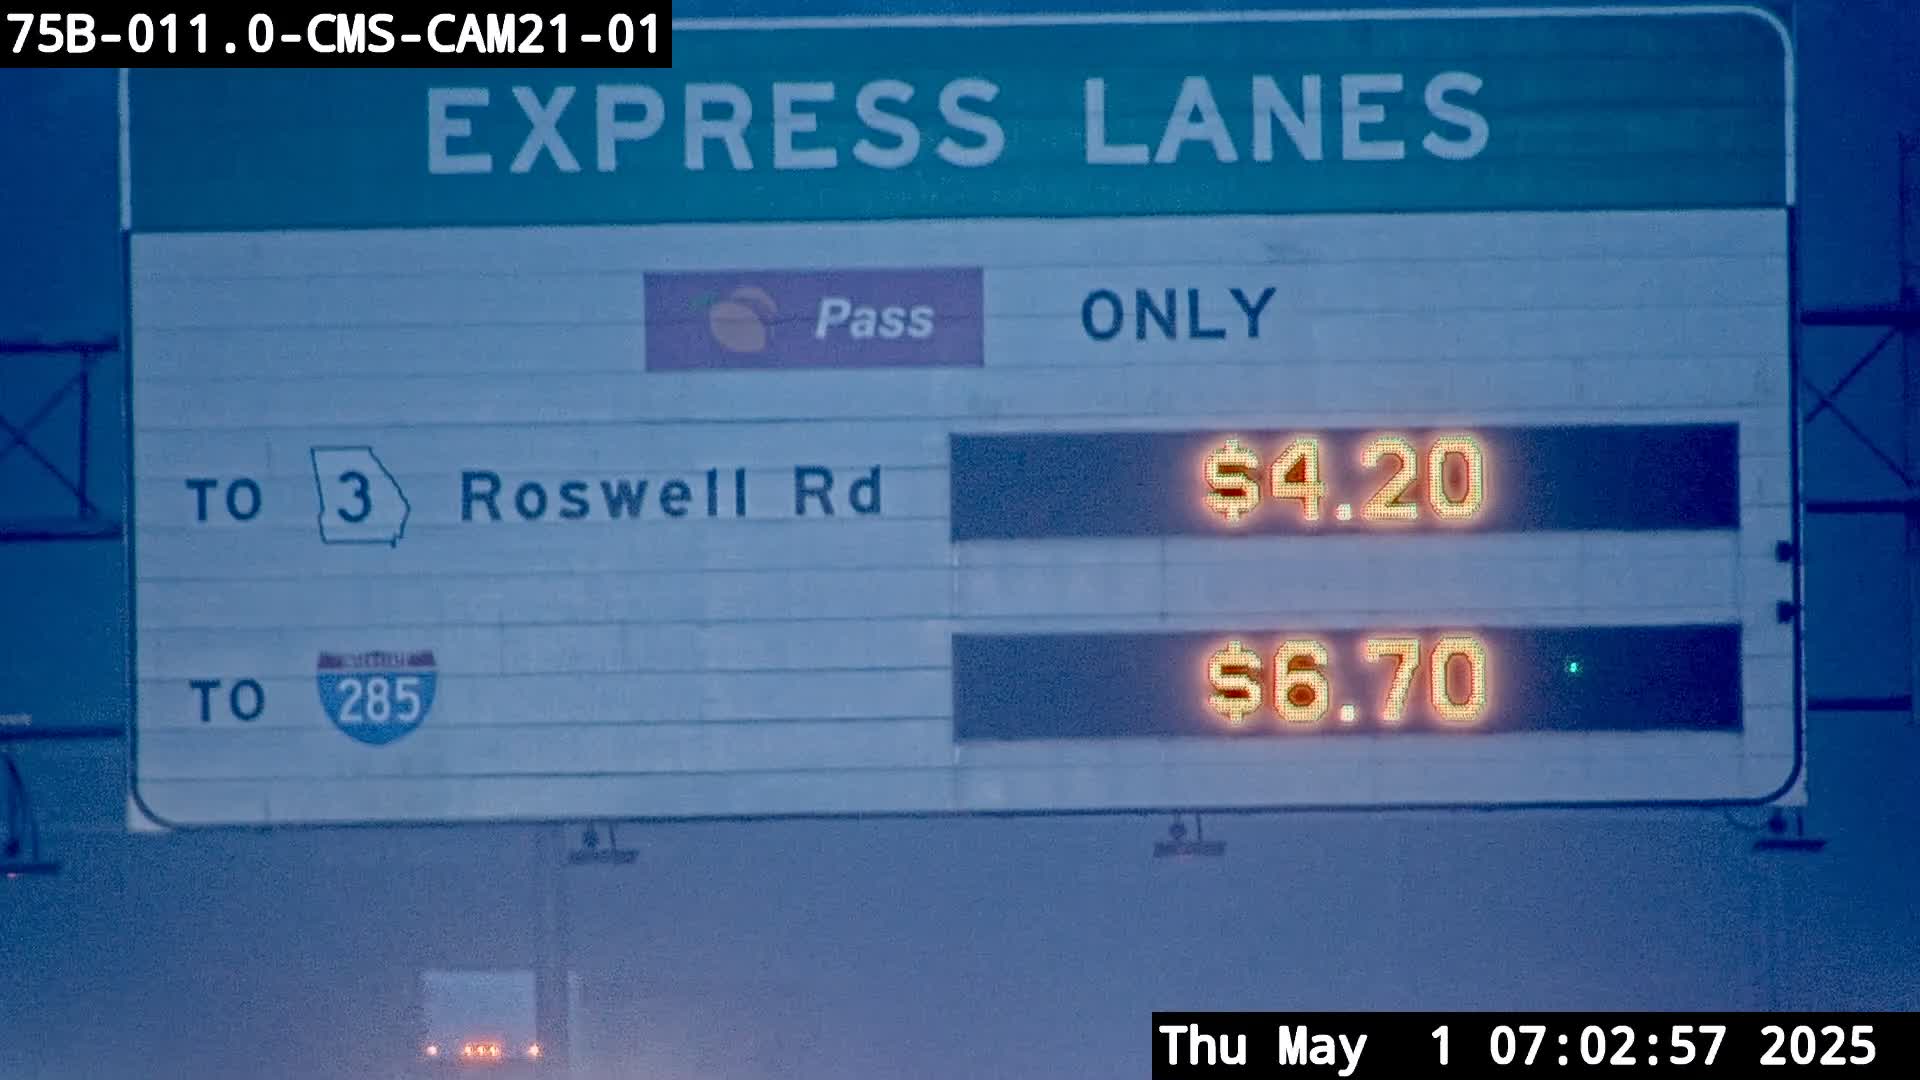 75B-011.0-CMS-CAM21-01
EXPRESS LANES
Pass ONLY
TO 3 Roswell Rd $4.20
TO 285 $6.70
Thu May 1 07:02:57 2025